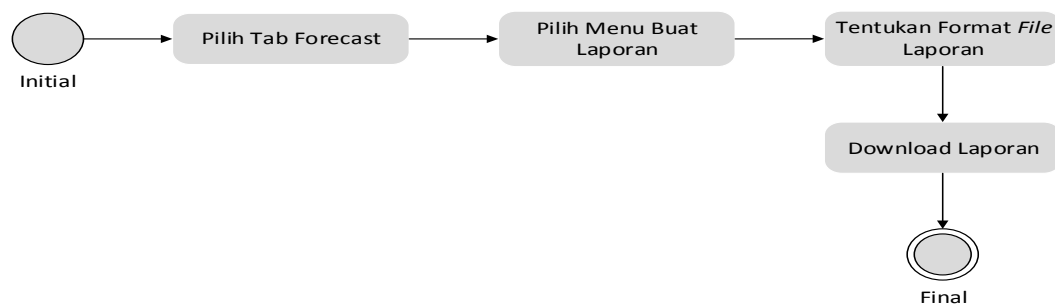 Initial
Pilih Tab Forecast
Pilih Menu Buat
Laporan
Tentukan Format File
Laporan
Download Laporan
Final